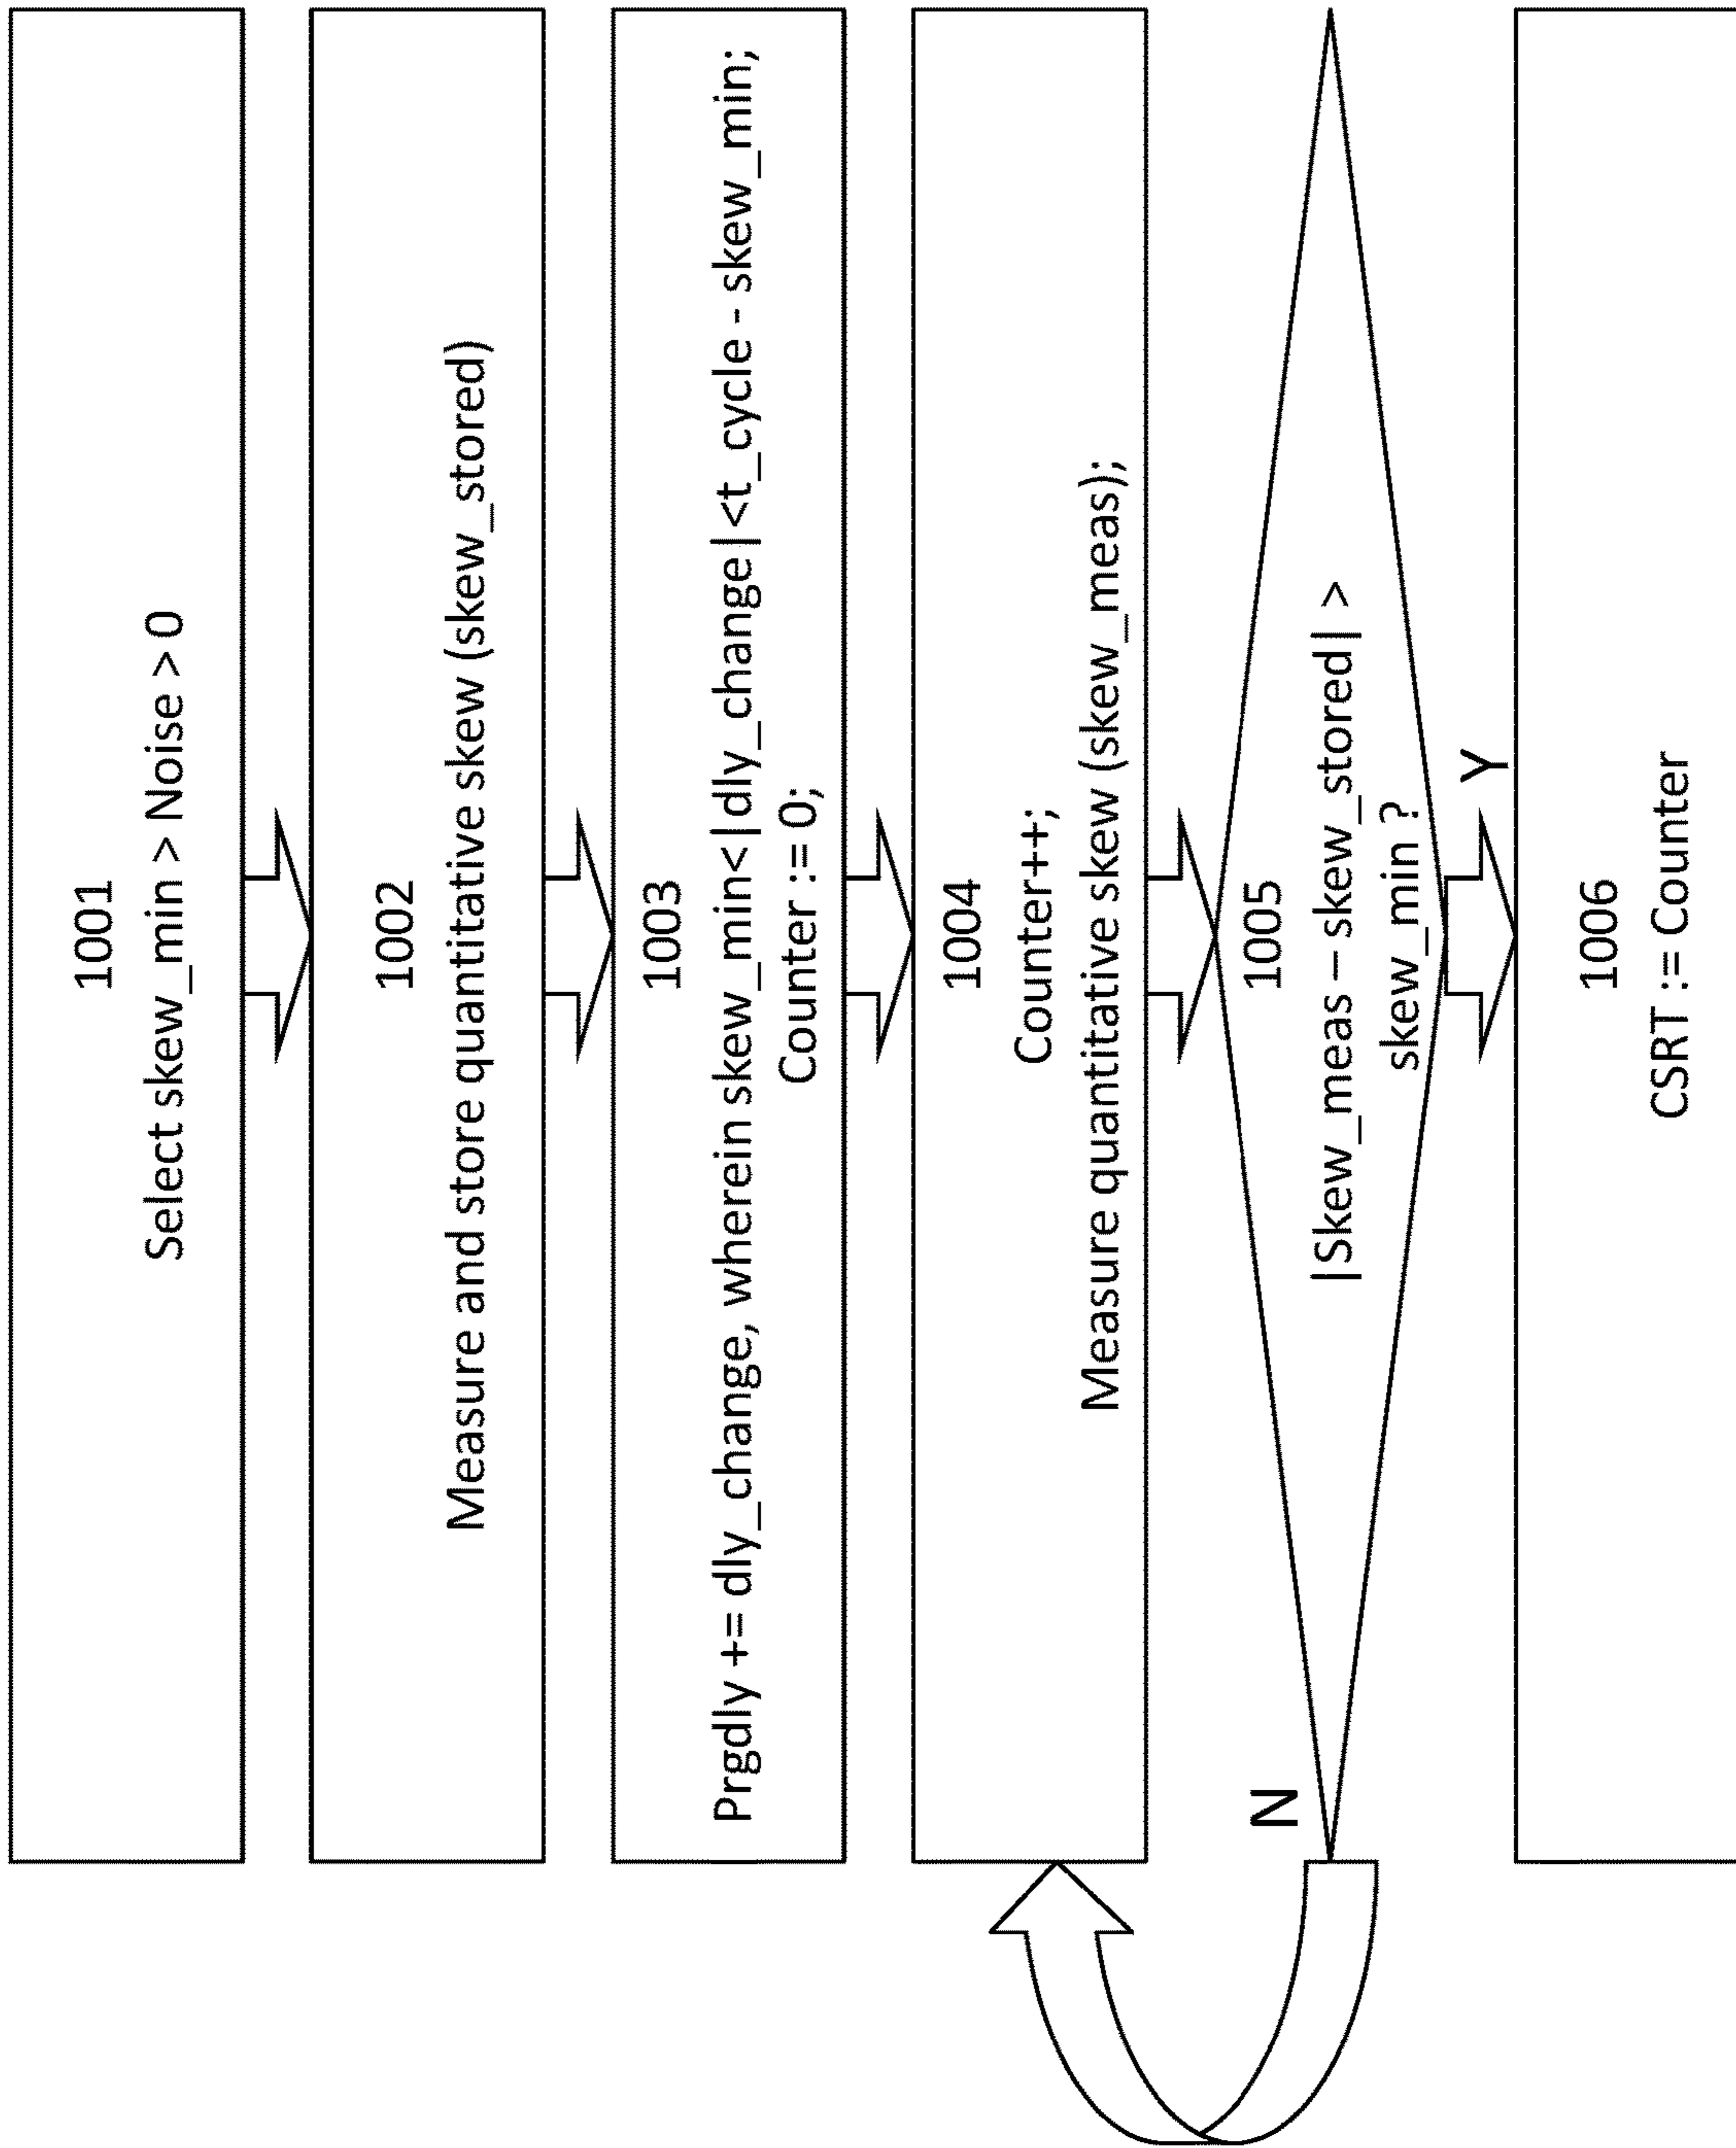 1001
Select skew_min > Noise > 0
1002
Measure and store quantitative skew (skew_stored)
1003
Prgdly += dly_change, wherein skew_min<|dly_change|<t_cycle - skew_min;
Counter := 0;
1004
Counter++;
Measure quantitative skew (skew_meas);
1005
|Skew_meas – skew_stored| >
skew_min ?
N
Y
1006
CSRT := Counter